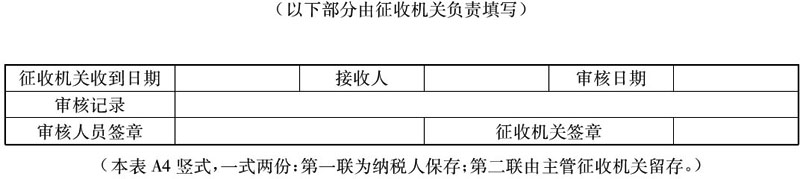 （以下部分由征收机关负责填写）
征收机关收到日期 接收人 审核日期
审核记录
审核人员签章 征收机关签章
（本表 A4 竖式，一式两份：第一联为纳税人保存；第二联由主管征收机关留存。）